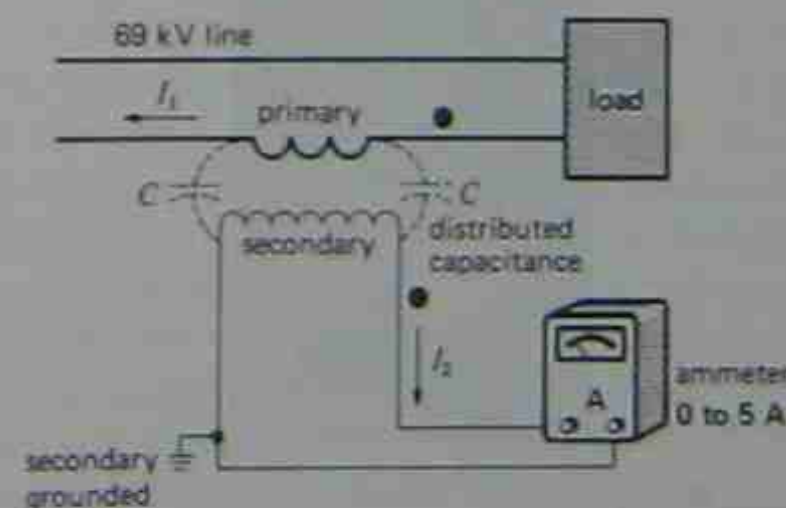 69 kV line
I₁
primary
load
C
C
secondary
distributed
capacitance
I₂
A
ammeter
0 to 5 A
secondary
grounded